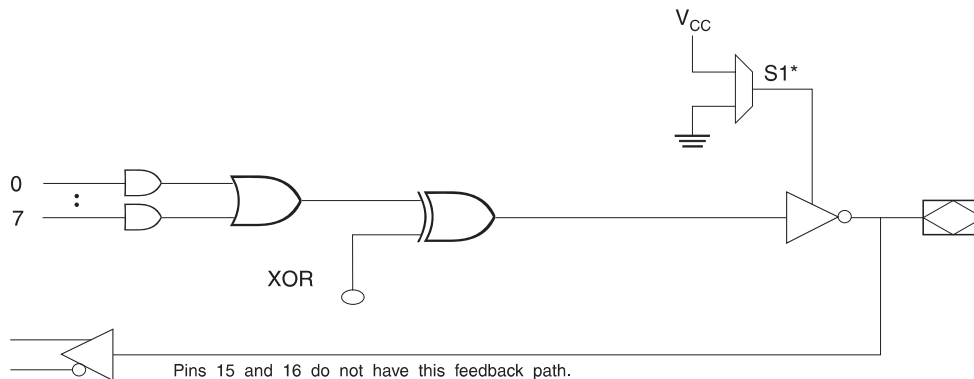 VCC
S1*
0
:
7
XOR
Pins 15 and 16 do not have this feedback path.